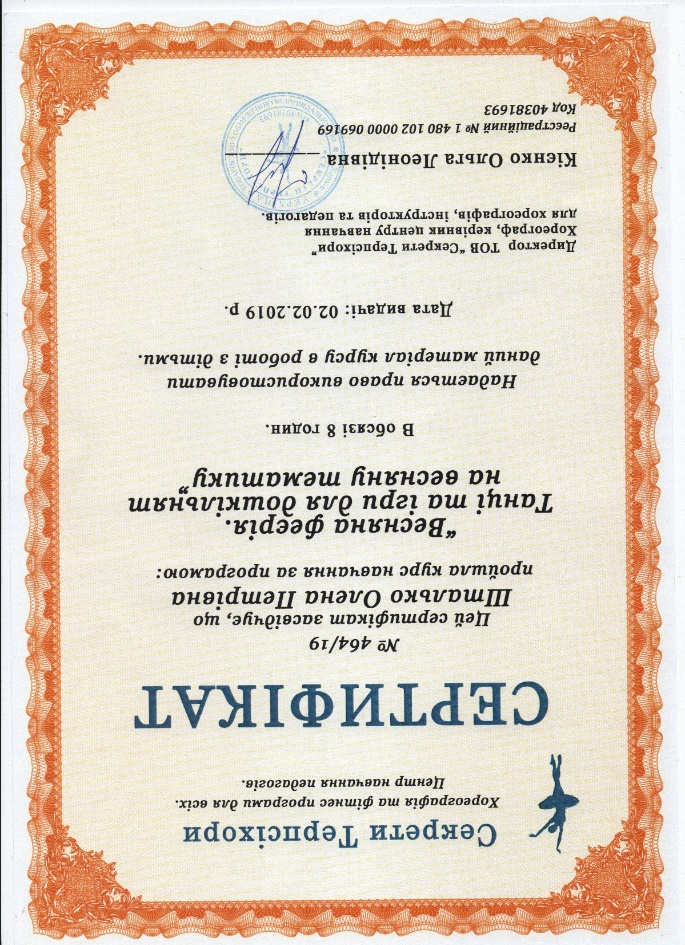 Секрети Терпсіхори
Хореографія та фітнес програми для всіх.
Центр навчання педагогів.
СЕРТИФІКАТ
№ 464/19
Цей сертифікат засвідчує, що
Шталько Олена Петрівна
пройшла курс навчання за програмою:
“Весняна феєрія.
Танці та ігри для дошкільнят
на весняну тематику”
В обсязі 8 годин.
Надається право використовувати
даний матеріал курсу в роботі з дітьми.
Дата видачі: 02.02.2019 р.
Директор ТОВ “Секрети Терпсіхори”
Хореограф, керівник центру навчання
для хореографів, інструкторів та педагогів.
Кієнко Ольга Леонідівна
Реєстраційний № 1 480 102 0000 069169
Код 40381693